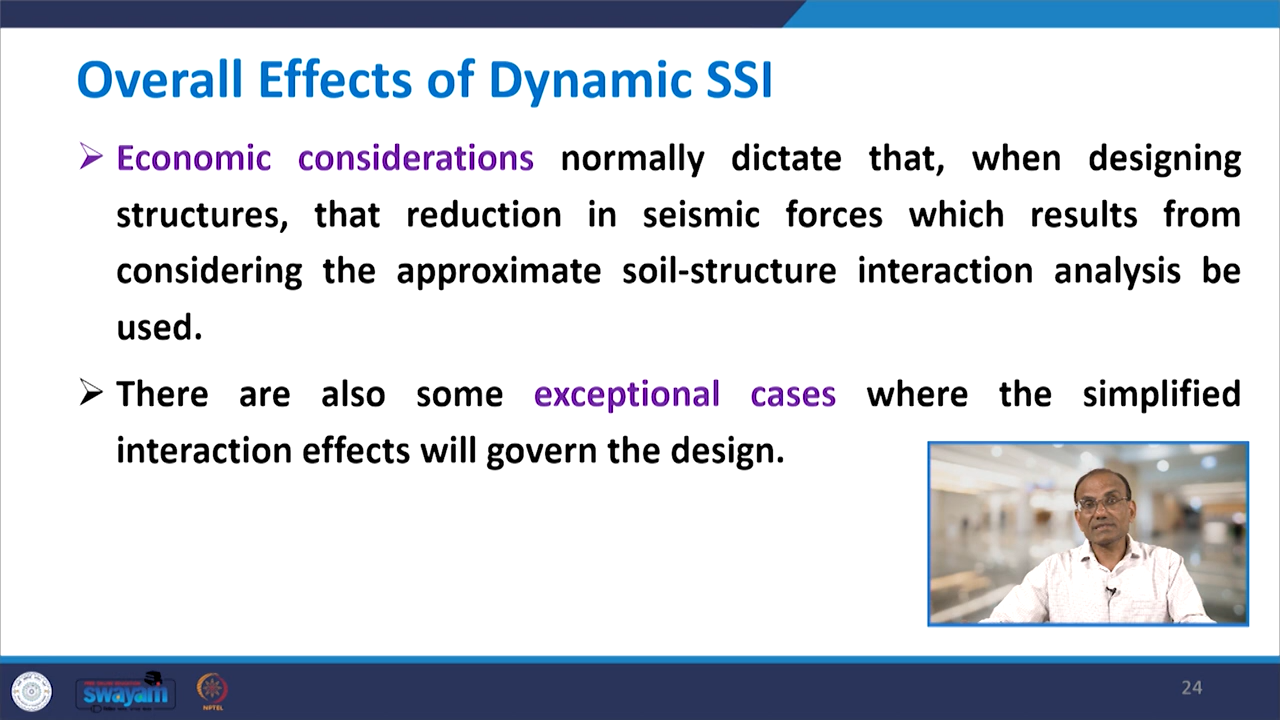 Overall Effects of Dynamic SSI
Economic considerations normally dictate that, when designing
structures, that reduction in seismic forces which results from
considering the approximate soil-structure interaction analysis be
used.
There are also some exceptional cases where the simplified
interaction effects will govern the design.
swayam
NPTEL
24